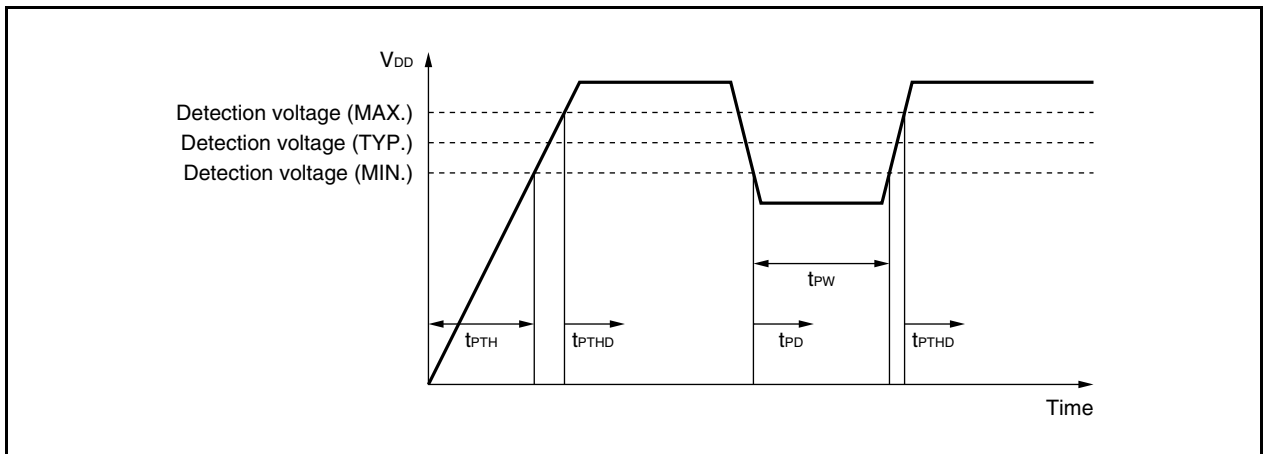 VDD
Detection voltage (MAX.)
Detection voltage (TYP.)
Detection voltage (MIN.)
tPW
tPTH
tPTHD
tPD
tPTHD
Time